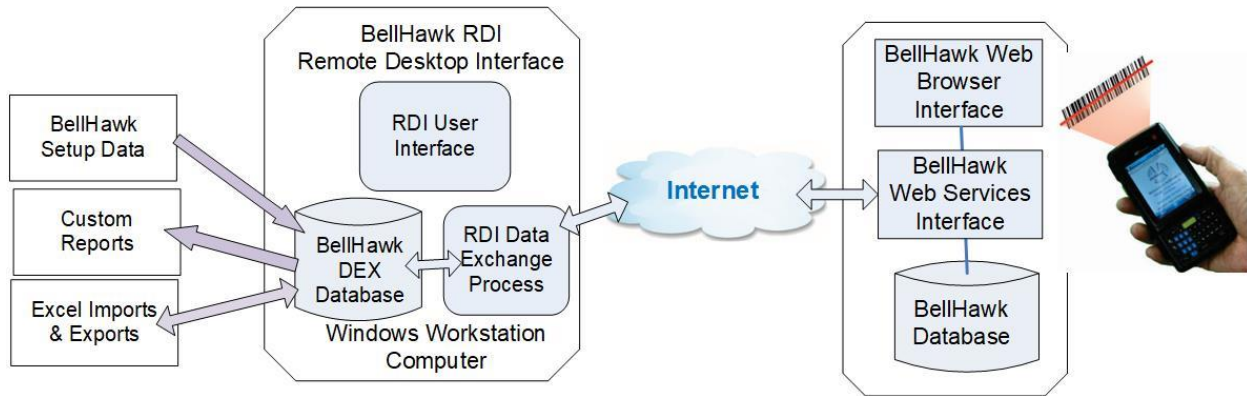 BellHawk RDI
Remote Desktop Interface
BellHawk
Setup Data
Custom
Reports
Excel Imports
& Exports
RDI User
Interface
BellHawk
DEX
Database
RDI Data
Exchange
Process
Windows Workstation
Computer
Internet
BellHawk Web
Browser
Interface
BellHawk
Web Services
Interface
BellHawk
Database